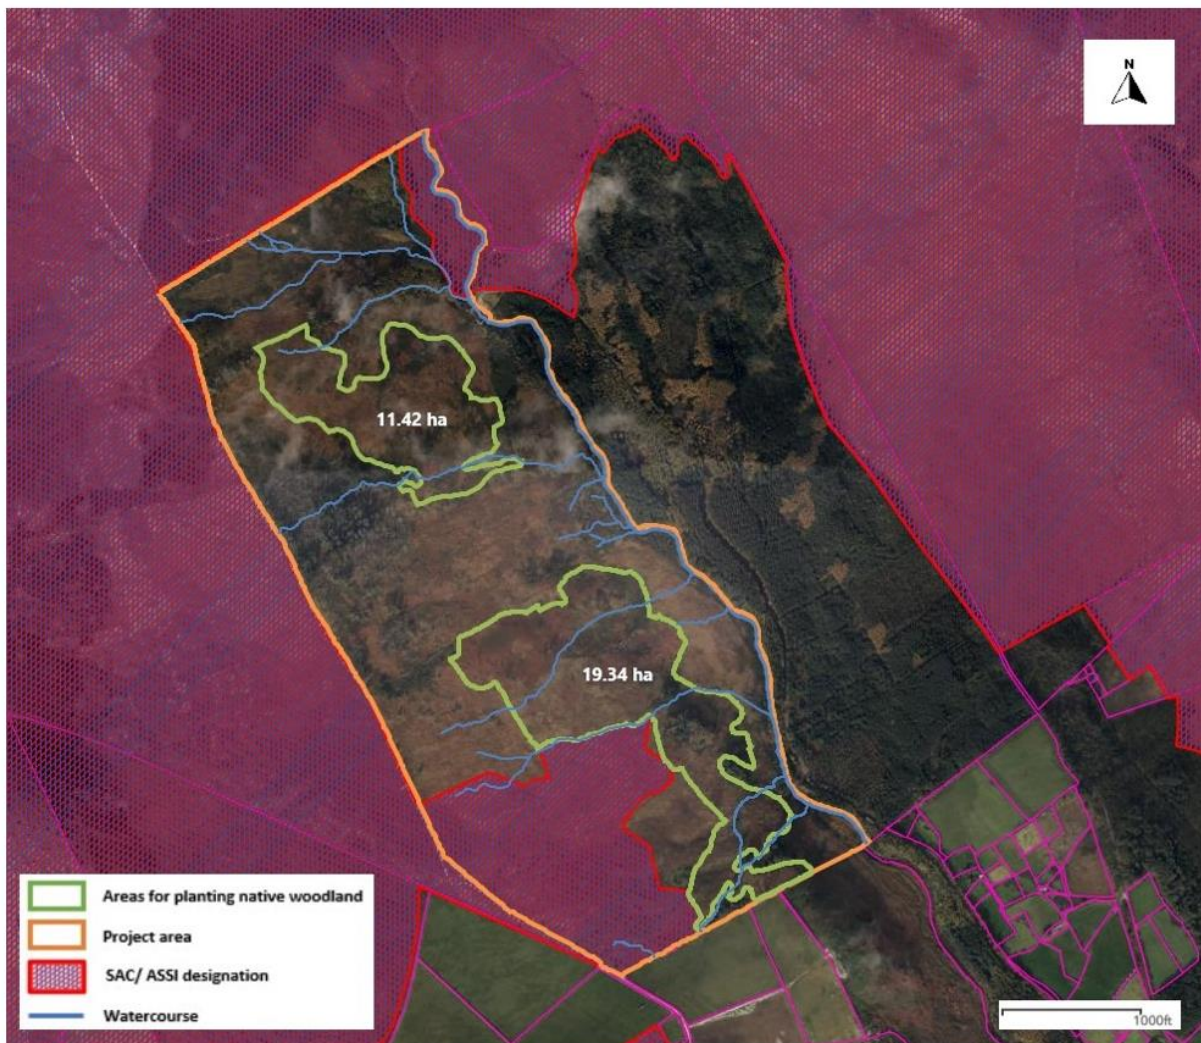 N
11.42 ha
19.34 ha
Areas for planting native woodland
Project area
SAC/ ASSI designation
Watercourse
1000ft